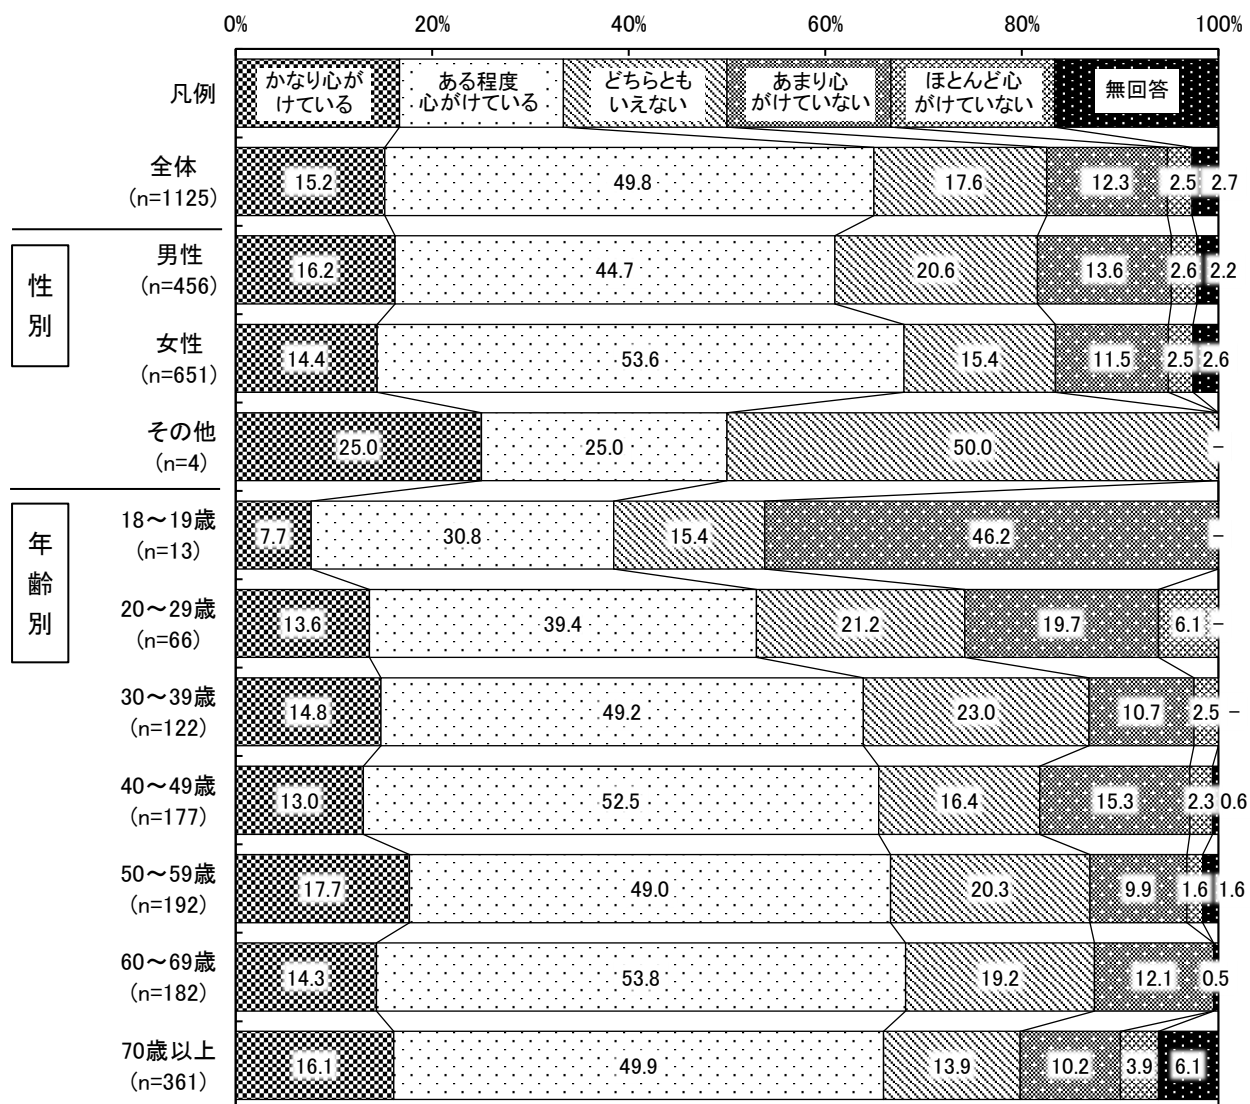 0% 20% 40% 60% 80% 100%
凡例
かなり心が
けている
ある程度
心がけている
どちらとも
いえない
あまり心
がけていない
ほとんど心
がけていない
無回答
全体
(n=1125)
15.2 49.8 17.6 12.3 2.5 2.7
性別
男性
(n=456)
16.2 44.7 20.6 13.6 2.6 2.2
女性
(n=651)
14.4 53.6 15.4 11.5 2.5 2.6
その他
(n=4)
25.0 25.0 50.0 -
年齢別
18～19歳
(n=13)
7.7 30.8 15.4 46.2 -
20～29歳
(n=66)
13.6 39.4 21.2 19.7 6.1 -
30～39歳
(n=122)
14.8 49.2 23.0 10.7 2.5 -
40～49歳
(n=177)
13.0 52.5 16.4 15.3 2.3 0.6
50～59歳
(n=192)
17.7 49.0 20.3 9.9 1.6 1.6
60～69歳
(n=182)
14.3 53.8 19.2 12.1 0.5
70歳以上
(n=361)
16.1 49.9 13.9 10.2 3.9 6.1